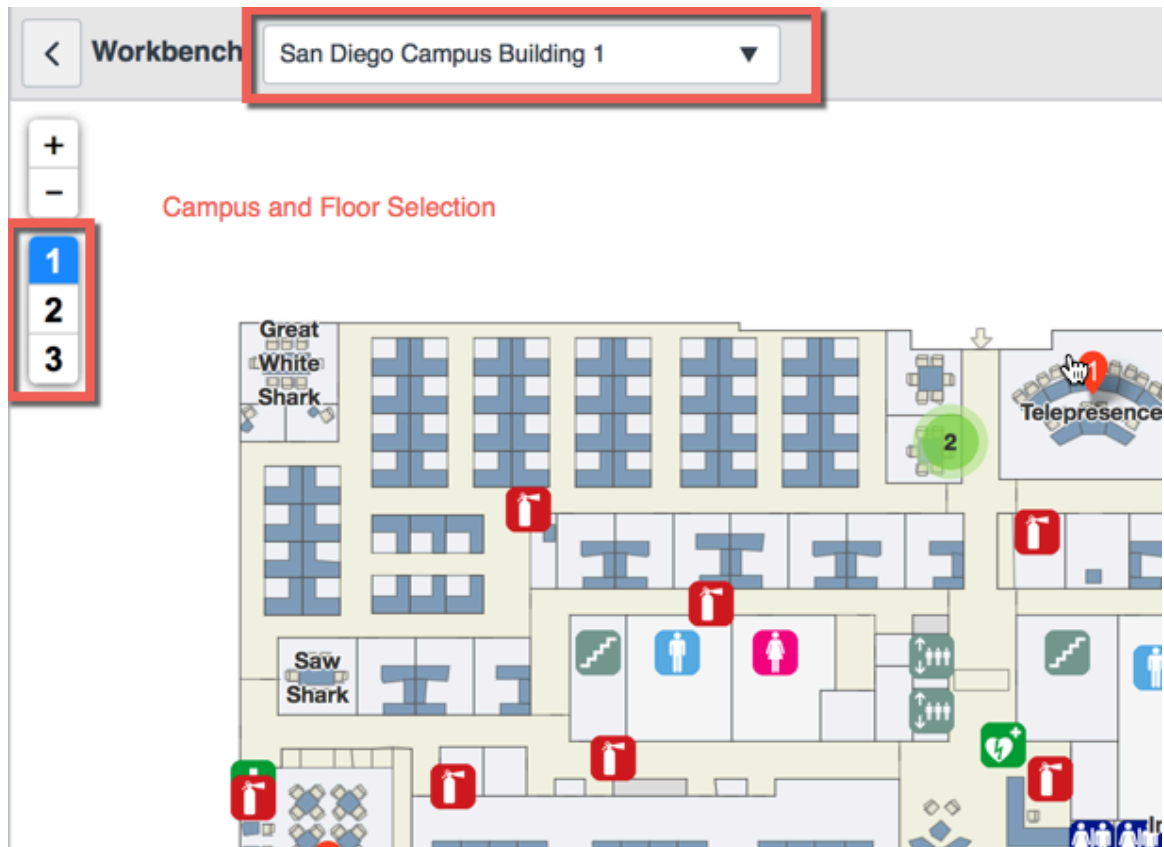 Workbench
San Diego Campus Building 1
+
−
Campus and Floor Selection
1
2
3
Great
White
Shark
1
Telepresence
2
Saw
Shark